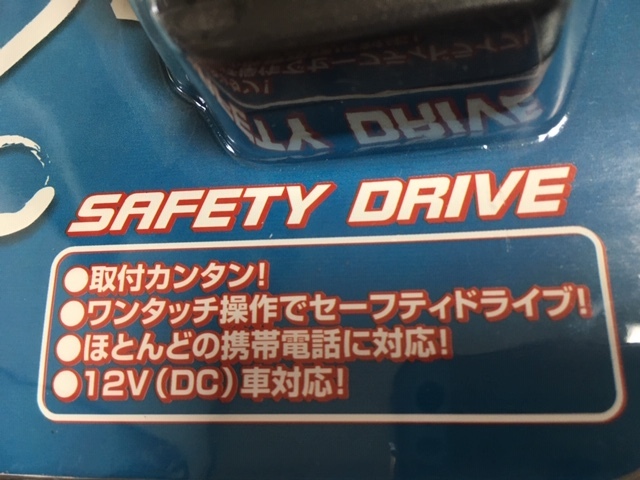 SAFETY DRIVE
●取付カンタン!
●ワンタッチ操作でセーフティドライブ!
●ほとんどの携帯電話に対応!
●12V(DC)車対応!